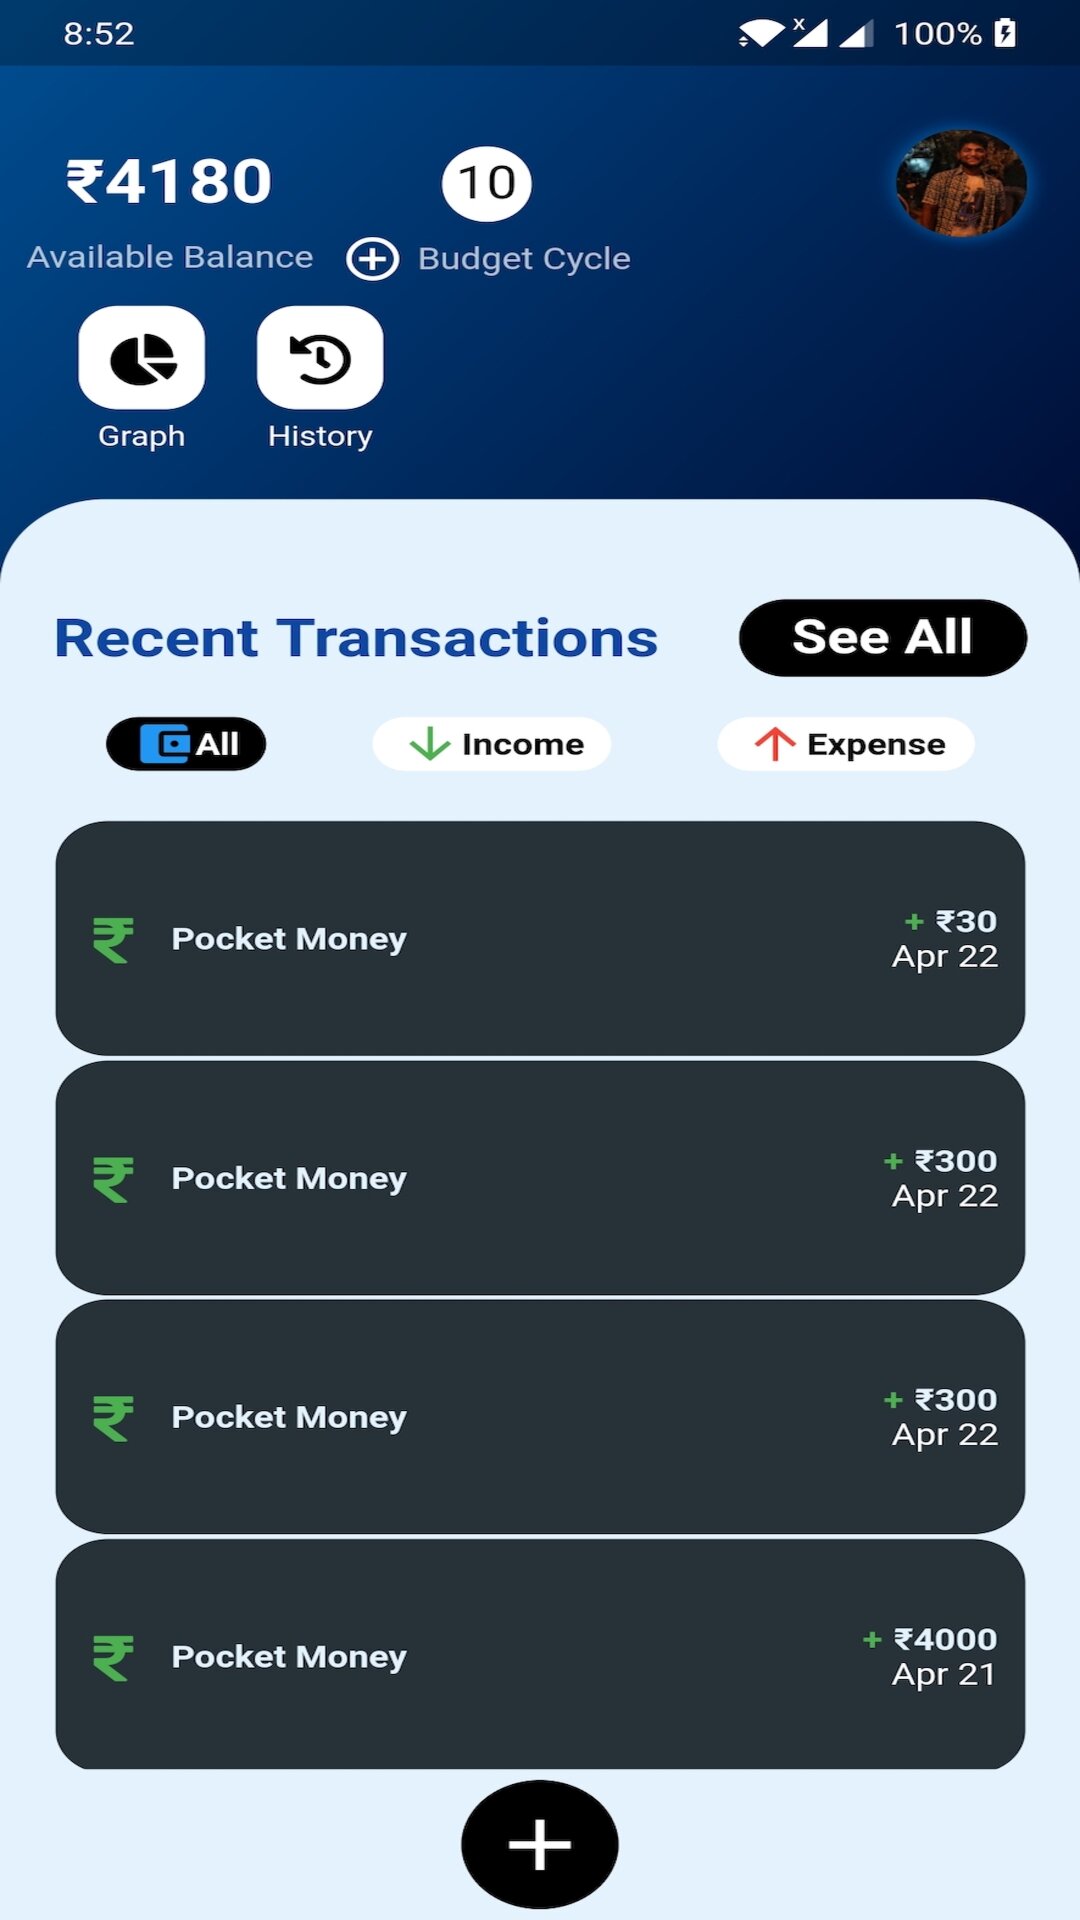 8:52
x
100%
₹4180
10
Available Balance
Budget Cycle
Graph
History
Recent Transactions
See All
All
Income
Expense
Pocket Money
+ ₹30
Apr 22
Pocket Money
+ ₹300
Apr 22
Pocket Money
+ ₹300
Apr 22
Pocket Money
+ ₹4000
Apr 21